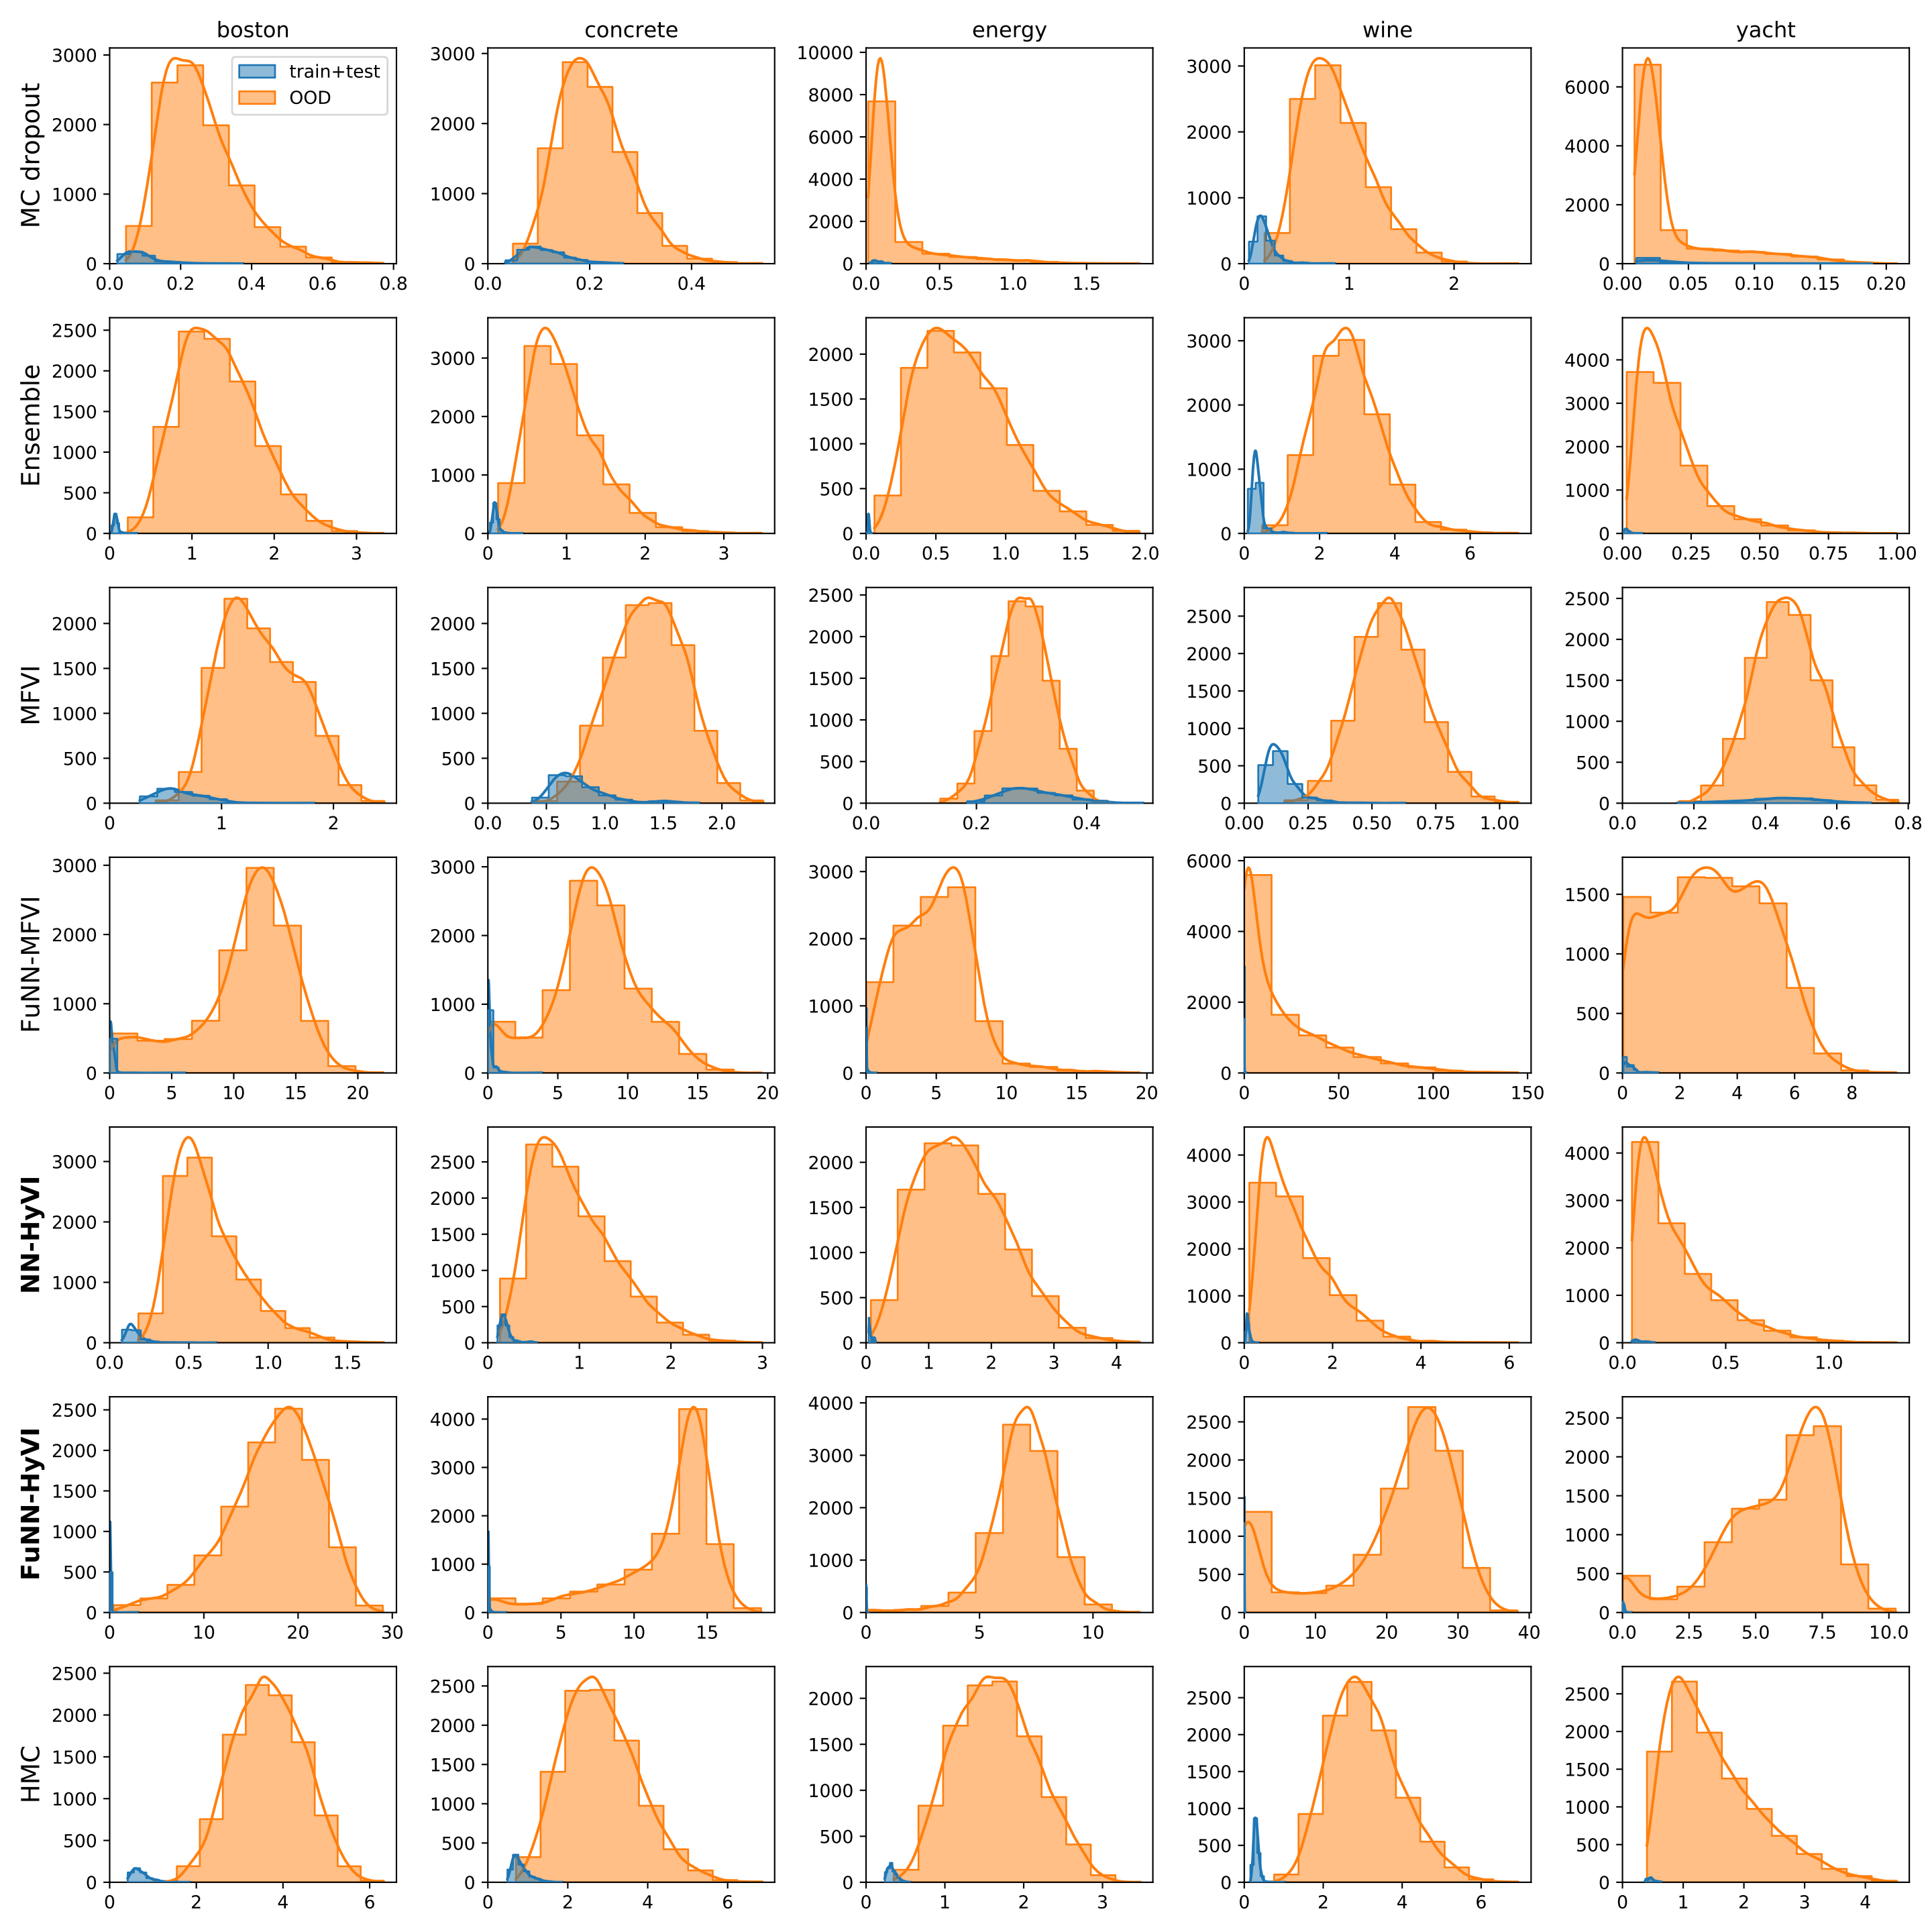 boston concrete energy wine yacht
MC dropout
train+test
OOD
3000 2000 1000 0
0.0 0.2 0.4 0.6 0.8
3000 2000 1000 0
0.0 0.2 0.4
10000 8000 6000 4000 2000 0
0.0 0.5 1.0 1.5
3000 2000 1000 0
0 1 2
6000 4000 2000 0
0.00 0.05 0.10 0.15 0.20
Ensemble
2500 2000 1500 1000 500 0
0 1 2 3
3000 2000 1000 0
0 1 2 3
2000 1500 1000 500 0
0.0 0.5 1.0 1.5 2.0
3000 2000 1000 0
0 2 4 6
4000 3000 2000 1000 0
0.00 0.25 0.50 0.75 1.00
MFVI
2000 1500 1000 500 0
0 1 2
2000 1500 1000 500 0
0.0 0.5 1.0 1.5 2.0
2500 2000 1500 1000 500 0
0.0 0.2 0.4
2500 2000 1500 1000 500 0
0.00 0.25 0.50 0.75 1.00
2500 2000 1500 1000 500 0
0.0 0.2 0.4 0.6 0.8
FuNN-MFVI
3000 2000 1000 0
0 5 10 15 20
3000 2000 1000 0
0 5 10 15 20
3000 2000 1000 0
0 5 10 15 20
6000 4000 2000 0
0 50 100 150
1500 1000 500 0
0 2 4 6 8
NN-HyVI
3000 2000 1000 0
0.0 0.5 1.0 1.5
2500 2000 1500 1000 500 0
0 1 2 3
2000 1500 1000 500 0
0 1 2 3 4
4000 3000 2000 1000 0
0 2 4 6
4000 3000 2000 1000 0
0.0 0.5 1.0
FuNN-HyVI
2500 2000 1500 1000 500 0
0 10 20 30
4000 3000 2000 1000 0
0 5 10 15
4000 3000 2000 1000 0
0 5 10
2500 2000 1500 1000 500 0
0 10 20 30 40
2500 2000 1500 1000 500 0
0.0 2.5 5.0 7.5 10.0
HMC
2500 2000 1500 1000 500 0
0 2 4 6
2500 2000 1500 1000 500 0
0 2 4 6
2000 1500 1000 500 0
0 1 2 3
2500 2000 1500 1000 500 0
0 2 4 6
2500 2000 1500 1000 500 0
0 1 2 3 4